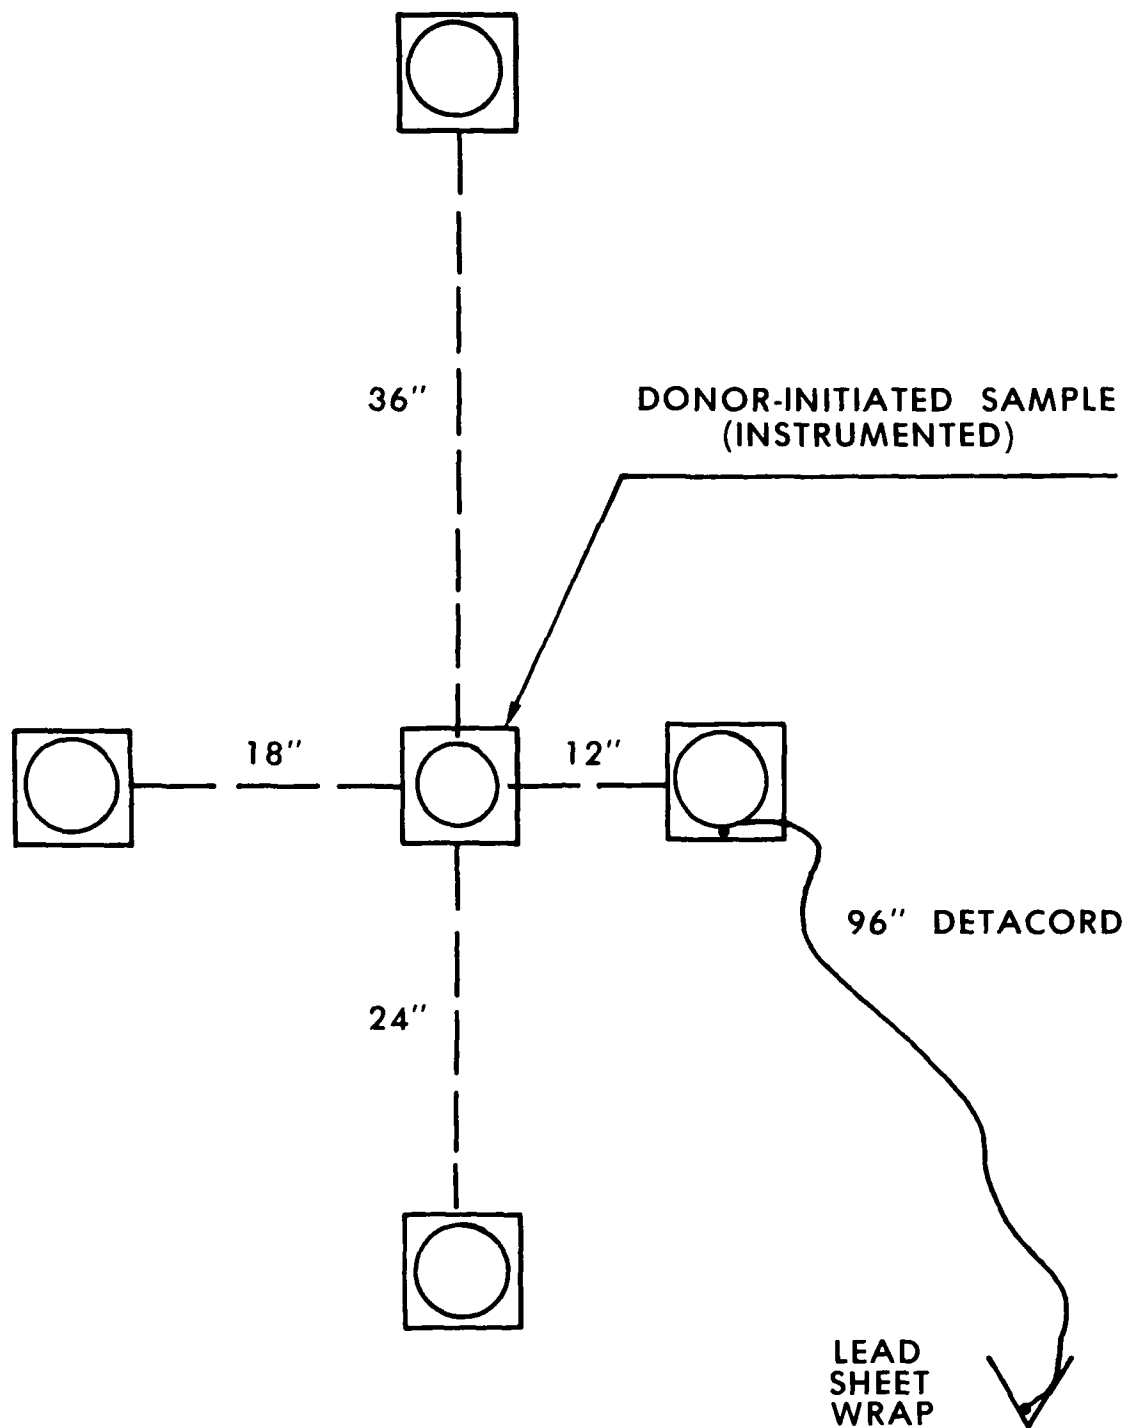 36"
DONOR-INITIATED SAMPLE
(INSTRUMENTED)
18"
12"
96" DETACORD
24"
LEAD
SHEET
WRAP